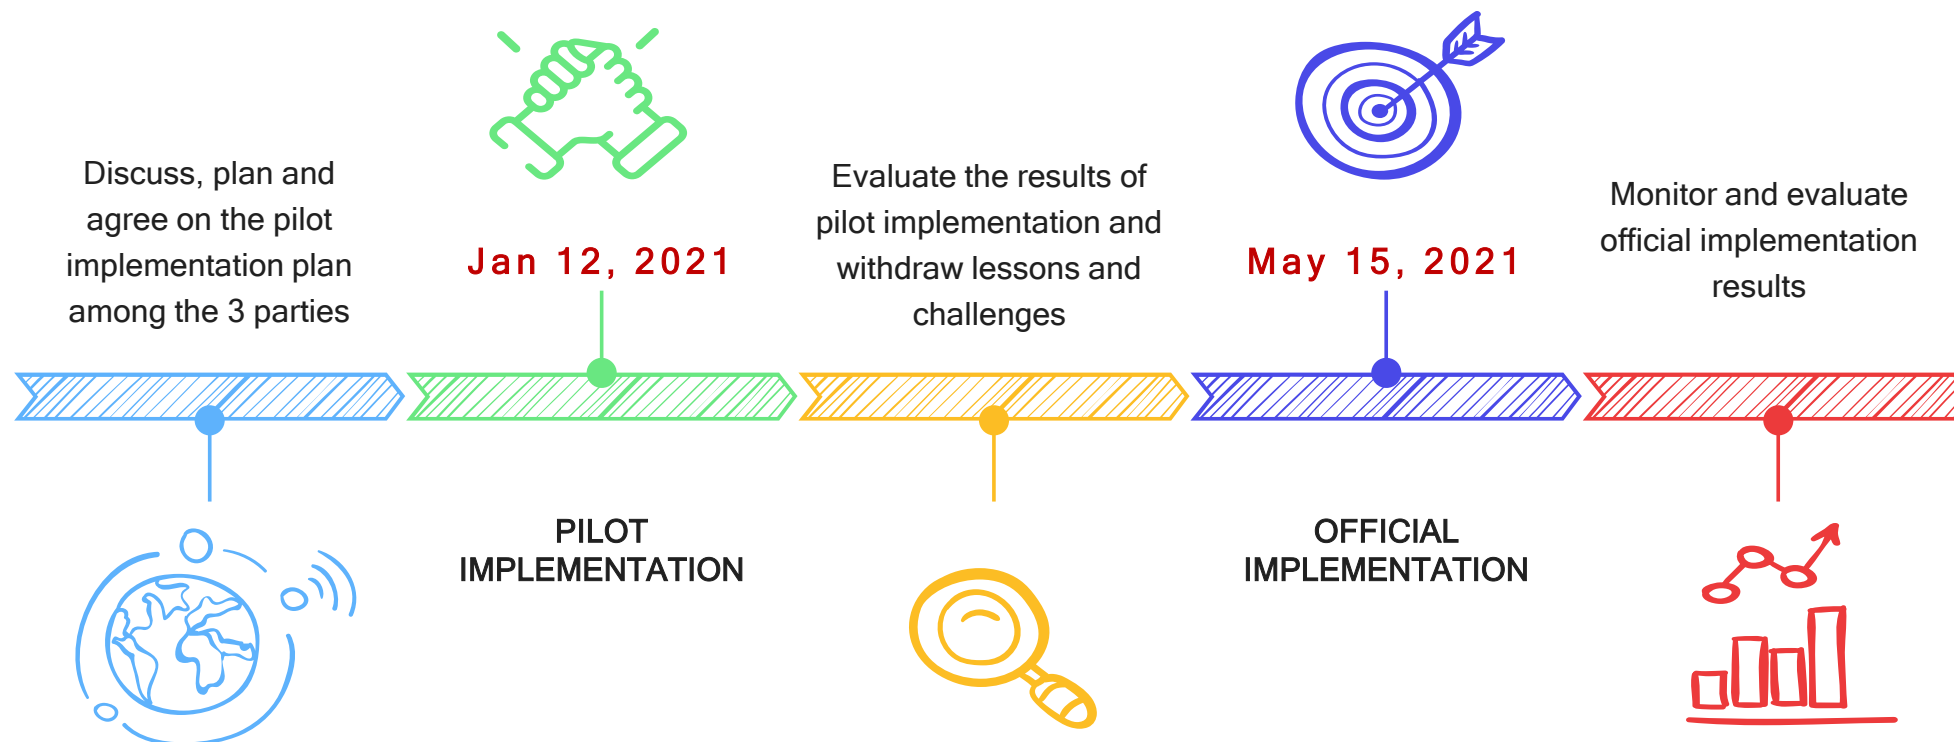 Discuss, plan and
agree on the pilot
implementation plan
among the 3 parties
Jan 12, 2021
PILOT
IMPLEMENTATION
Evaluate the results of
pilot implementation and
withdraw lessons and
challenges
May 15, 2021
OFFICIAL
IMPLEMENTATION
Monitor and evaluate
official implementation
results